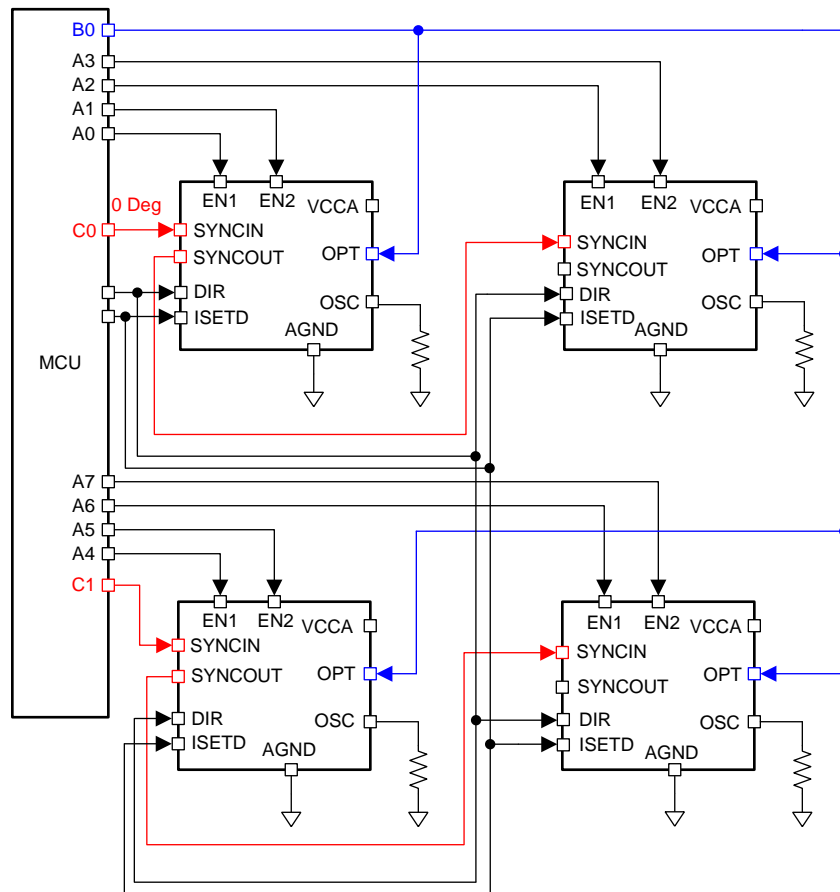 B0
A3
A2
A1
A0
EN1
EN2
EN1
EN2
VCCA
VCCA
0 Deg
C0
SYNCIN
SYNCOUT
OPT
SYNCIN
SYNCOUT
OPT
DIR
ISETD
OSC
DIR
ISETD
OSC
AGND
AGND
MCU
A7
A6
A5
A4
C1
EN1
EN2
EN1
EN2
VCCA
VCCA
SYNCIN
SYNCOUT
OPT
SYNCIN
SYNCOUT
OPT
DIR
ISETD
OSC
DIR
ISETD
OSC
AGND
AGND